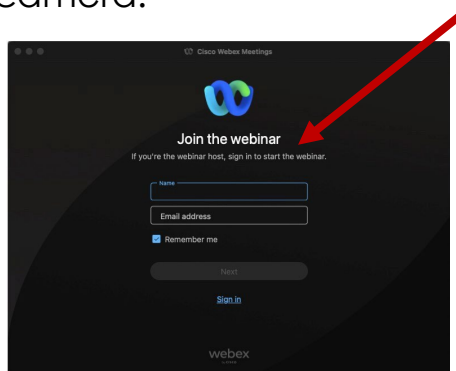 camera.
Cisco Webex Meetings
Join the webinar
If you're the webinar host, sign in to start the webinar.
Name
Email address
Remember me
Next
Sign in
webex